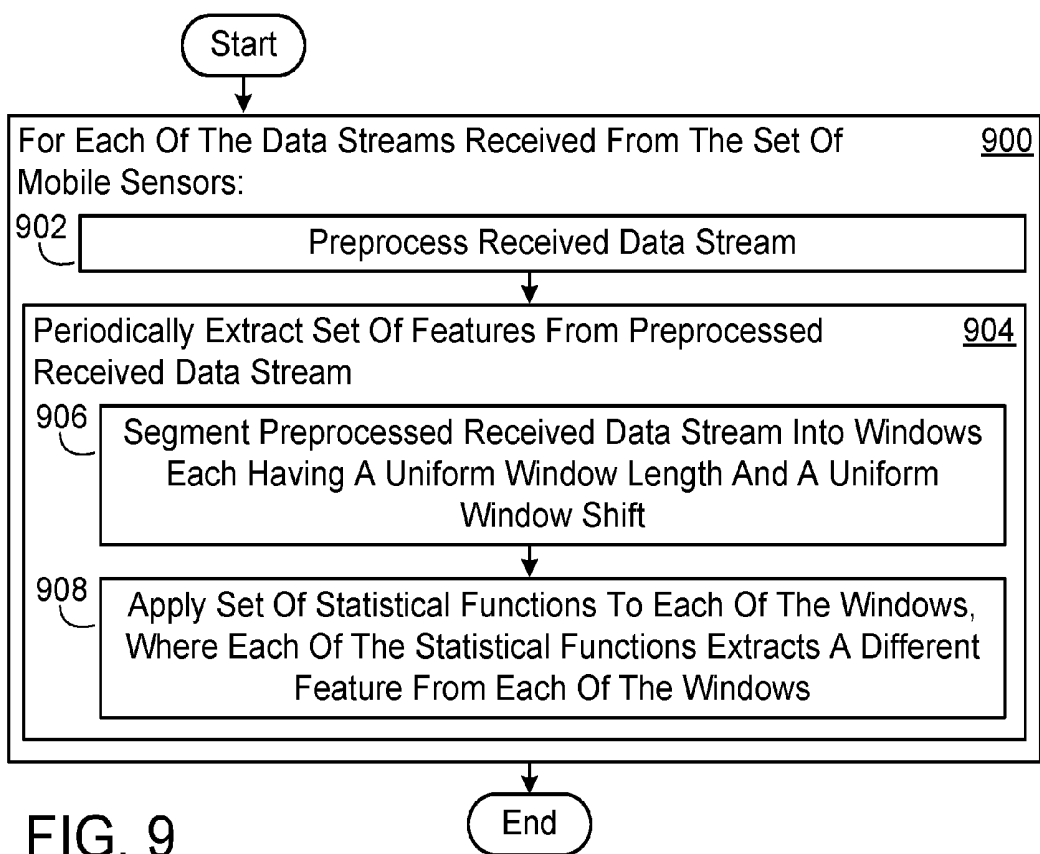 Start
For Each Of The Data Streams Received From The Set Of 900
Mobile Sensors:
902
Preprocess Received Data Stream
Periodically Extract Set Of Features From Preprocessed 904
Received Data Stream
906
Segment Preprocessed Received Data Stream Into Windows
Each Having A Uniform Window Length And A Uniform
Window Shift
908
Apply Set Of Statistical Functions To Each Of The Windows,
Where Each Of The Statistical Functions Extracts A Different
Feature From Each Of The Windows
End
FIG. 9